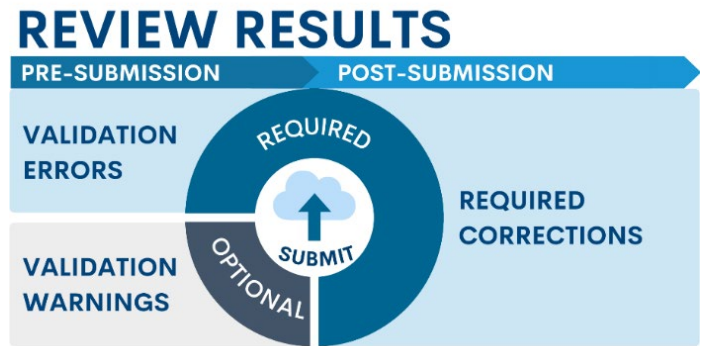 REVIEW RESULTS
PRE-SUBMISSION
POST-SUBMISSION
VALIDATION
ERRORS
REQUIRED
SUBMIT
OPTIONAL
VALIDATION
WARNINGS
REQUIRED
CORRECTIONS